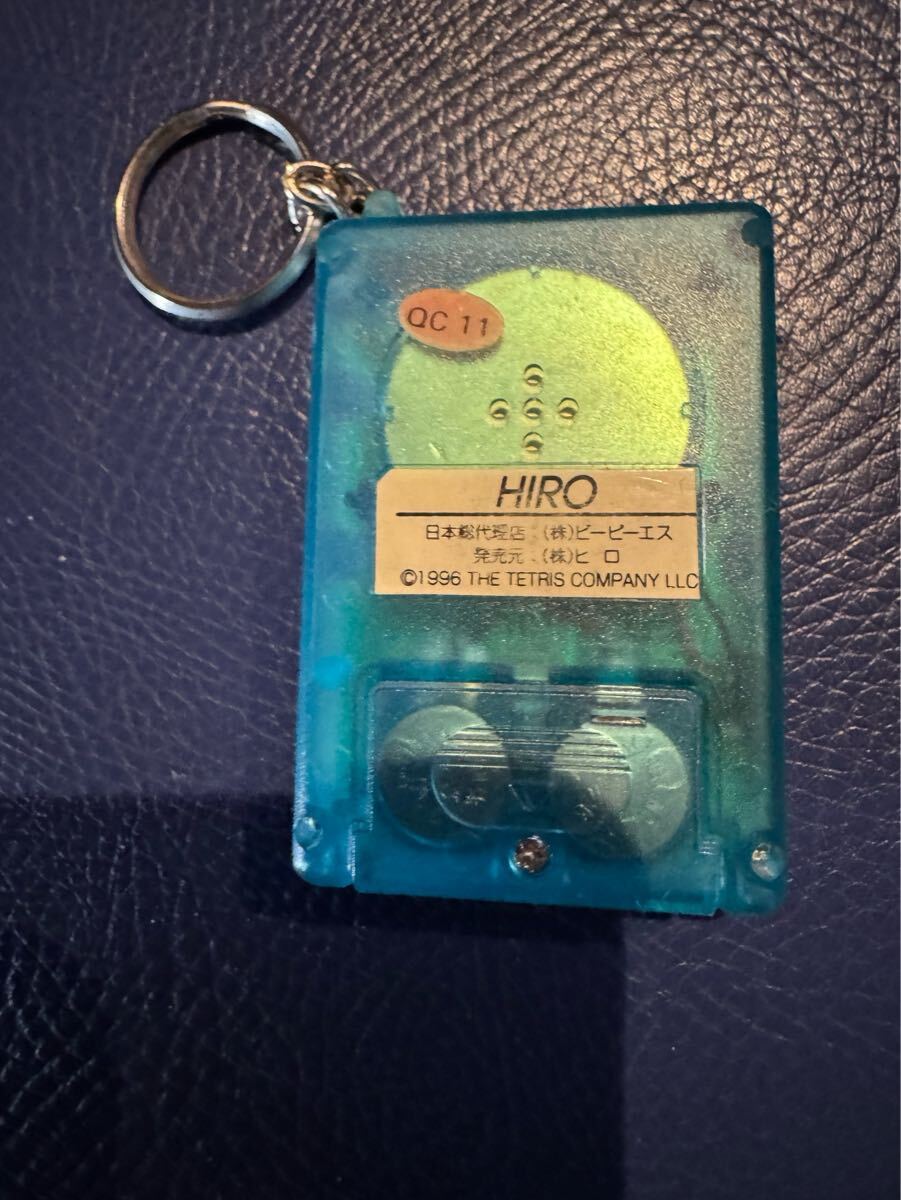 QC 11
HIRO
日本総代理店：(株)ビーピーエス
発売元：(株)ヒロ
©1996 THE TETRIS COMPANY LLC